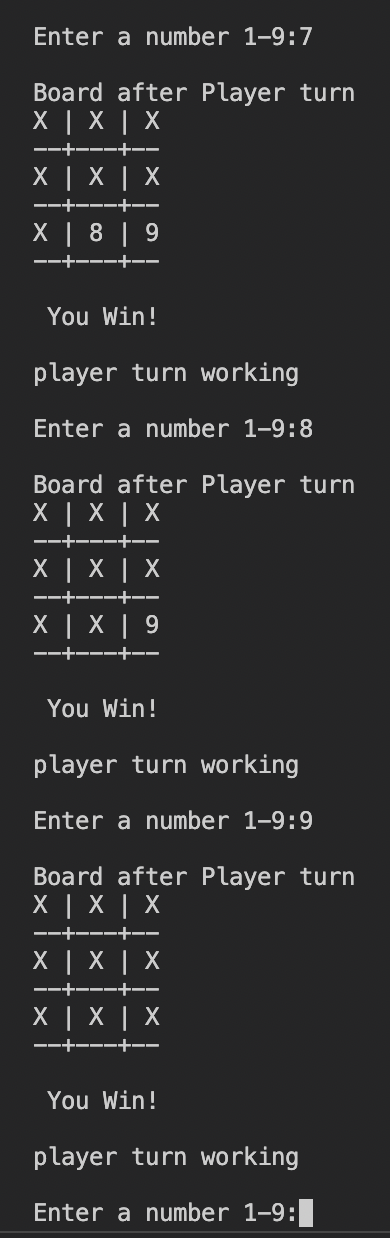 Enter a number 1-9:7
Board after Player turn
X | X | X
--+---+--
X | X | X
--+---+--
X | 8 | 9
--+---+--
You Win!
player turn working
Enter a number 1-9:8
Board after Player turn
X | X | X
--+---+--
X | X | X
--+---+--
X | X | 9
--+---+--
You Win!
player turn working
Enter a number 1-9:9
Board after Player turn
X | X | X
--+---+--
X | X | X
--+---+--
X | X | X
--+---+--
You Win!
player turn working
Enter a number 1-9: